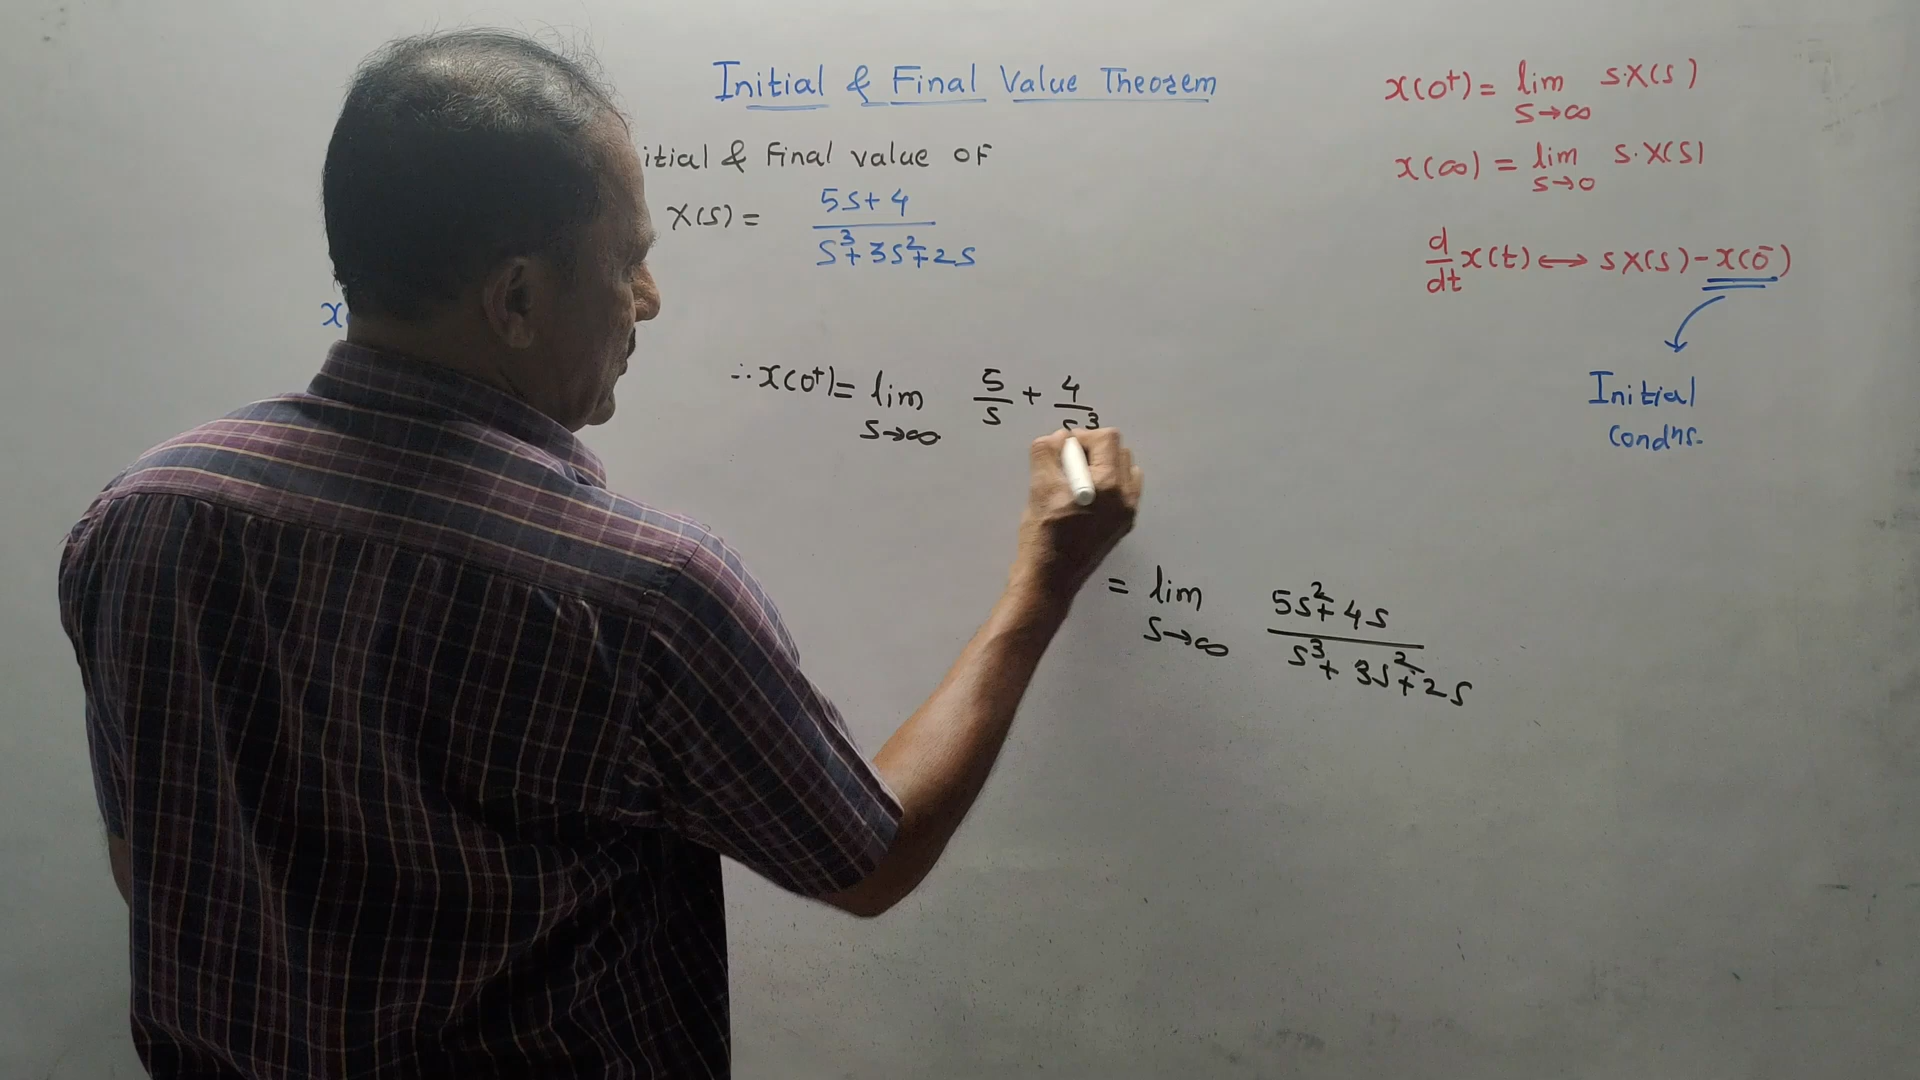 Initial & Final Value Theorem
itial & Final value OF
X(s) = 5s+4 / s³+3s²+2s
x
∴ x(0⁺) = lim s→∞ 5/s + 4/s³
= lim s→∞ 5s²+4s / s³+3s²+2s
x(0⁺) = lim s→∞ s.X(s)
x(∞) = lim s→0 s.X(s)
d/dt x(t) ↔ sX(s) - x(0⁻)
Initial
Condns.